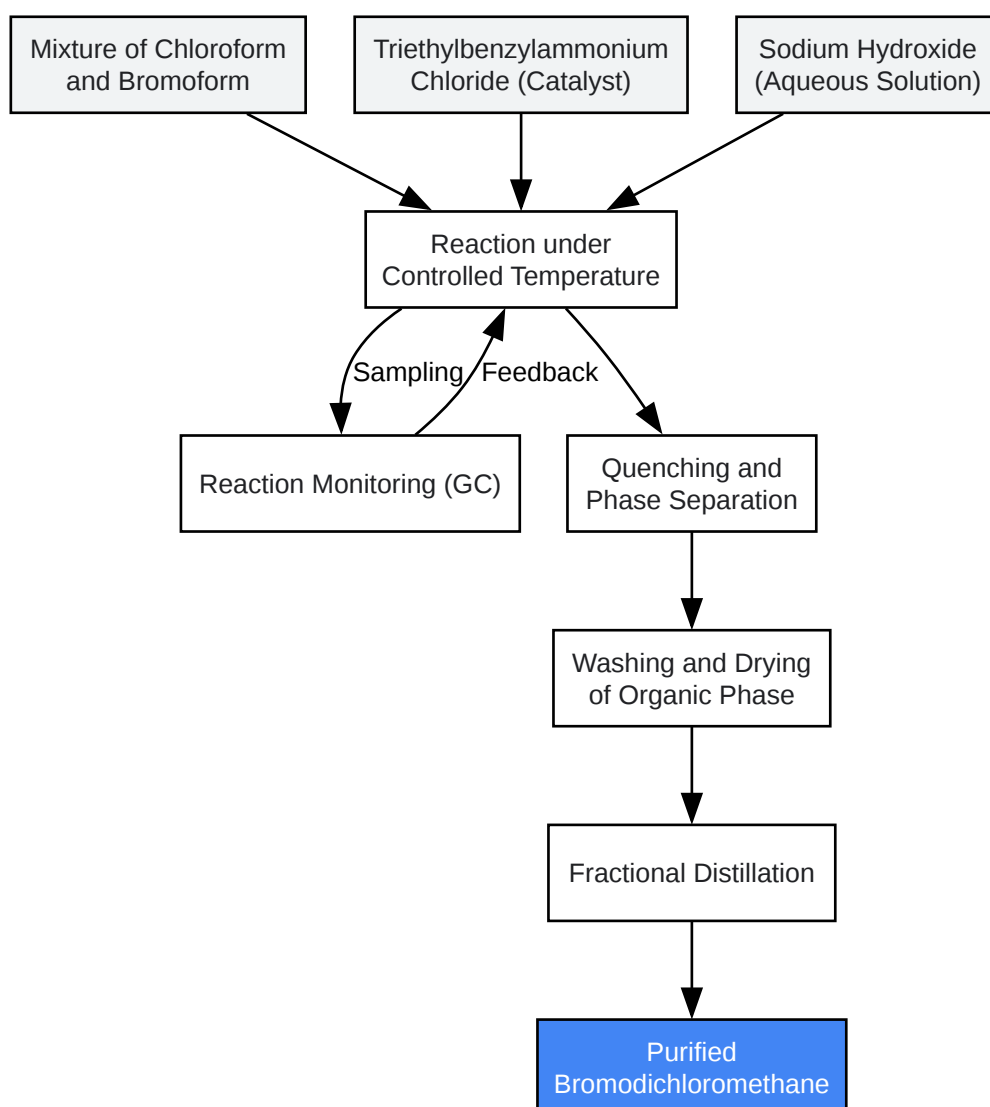 Mixture of Chloroform
and Bromoform
Triethylbenzylammonium
Chloride (Catalyst)
Sodium Hydroxide
(Aqueous Solution)
Reaction under
Controlled Temperature
Sampling
Feedback
Reaction Monitoring (GC)
Quenching and
Phase Separation
Washing and Drying
of Organic Phase
Fractional Distillation
Purified
Bromodichloromethane